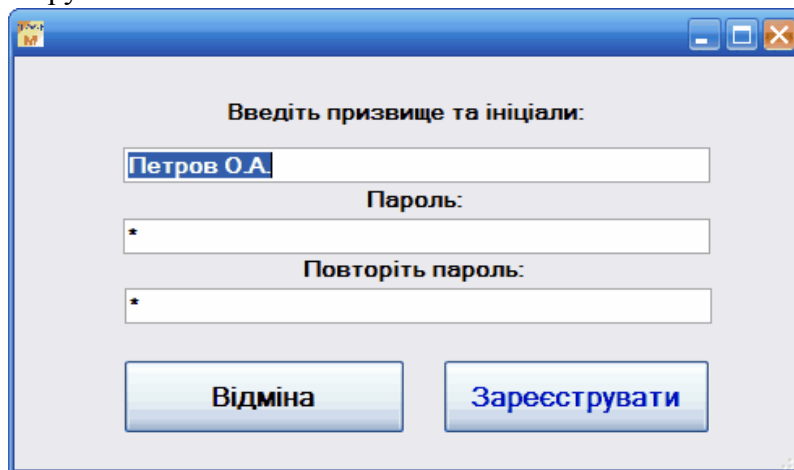 Введіть призвище та ініціали:
Петров О.А.
Пароль:
*
Повторіть пароль:
*
Відміна Зареєструвати